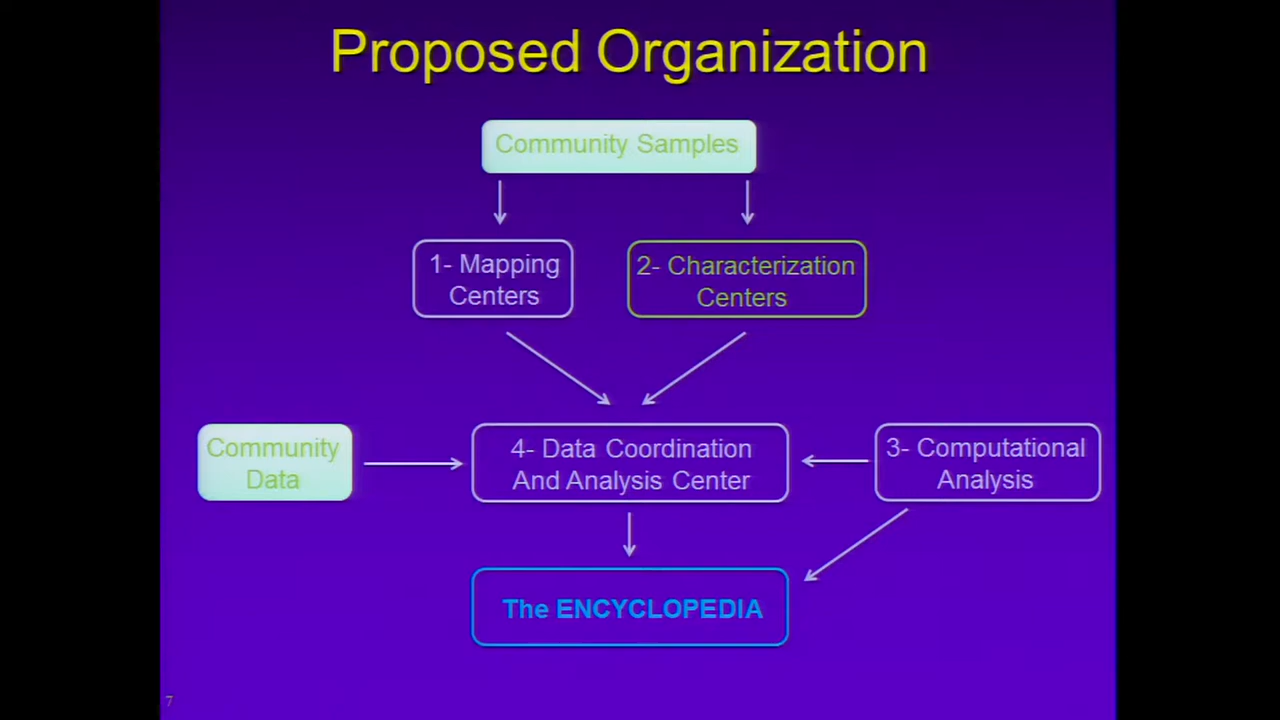 Proposed Organization
Community Samples
1- Mapping
Centers
2- Characterization
Centers
Community
Data
4- Data Coordination
And Analysis Center
3- Computational
Analysis
The ENCYCLOPEDIA
7